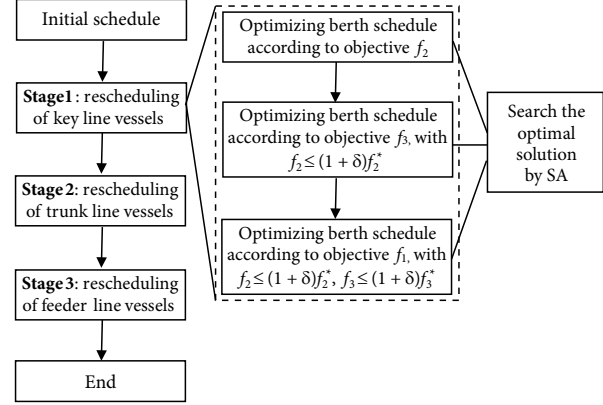 Initial schedule
Stage1: rescheduling
of key line vessels
Stage 2: rescheduling
of trunk line vessels
Stage 3: rescheduling
of feeder line vessels
End
Optimizing berth schedule
according to objective f₂
Optimizing berth schedule
according to objective f₃, with
f₂ ≤ (1 + δ)f₂*
Optimizing berth schedule
according to objective f₁, with
f₂ ≤ (1 + δ)f₂*, f₃ ≤ (1 + δ)f₃*
Search the
optimal
solution
by SA